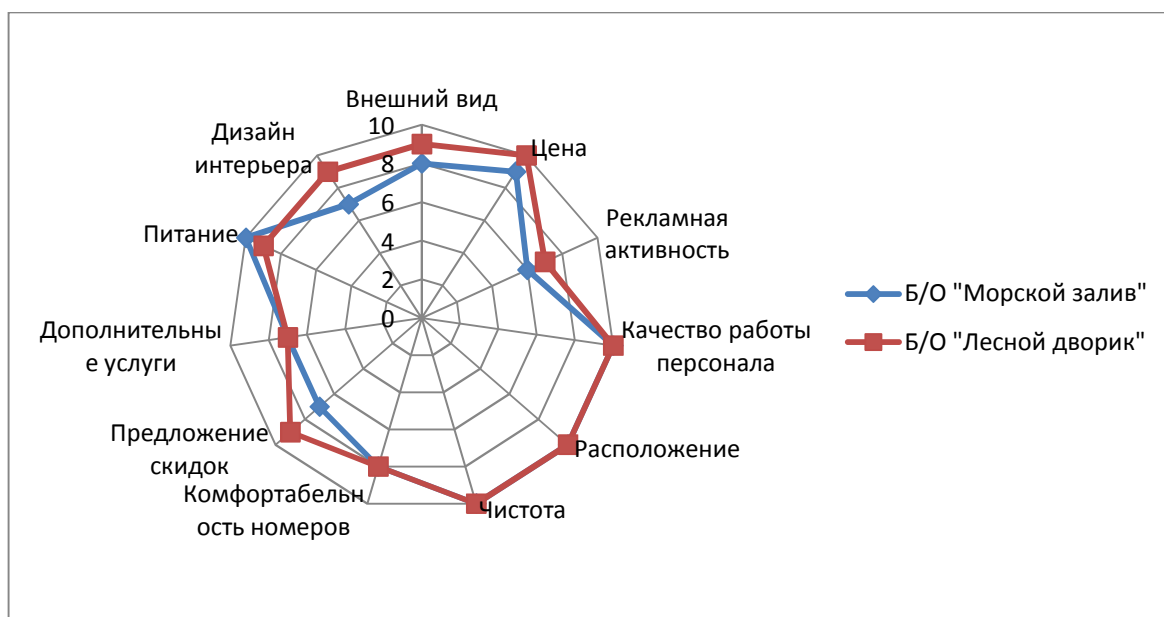 Внешний вид
Цена
Рекламная
активность
Качество работы
персонала
Расположение
Чистота
Комфортабельн
ость номеров
Предложение
скидок
Дополнительны
е услуги
Питание
Дизайн
интерьера
10
8
6
4
2
0
Б/О "Морской залив"
Б/О "Лесной дворик"